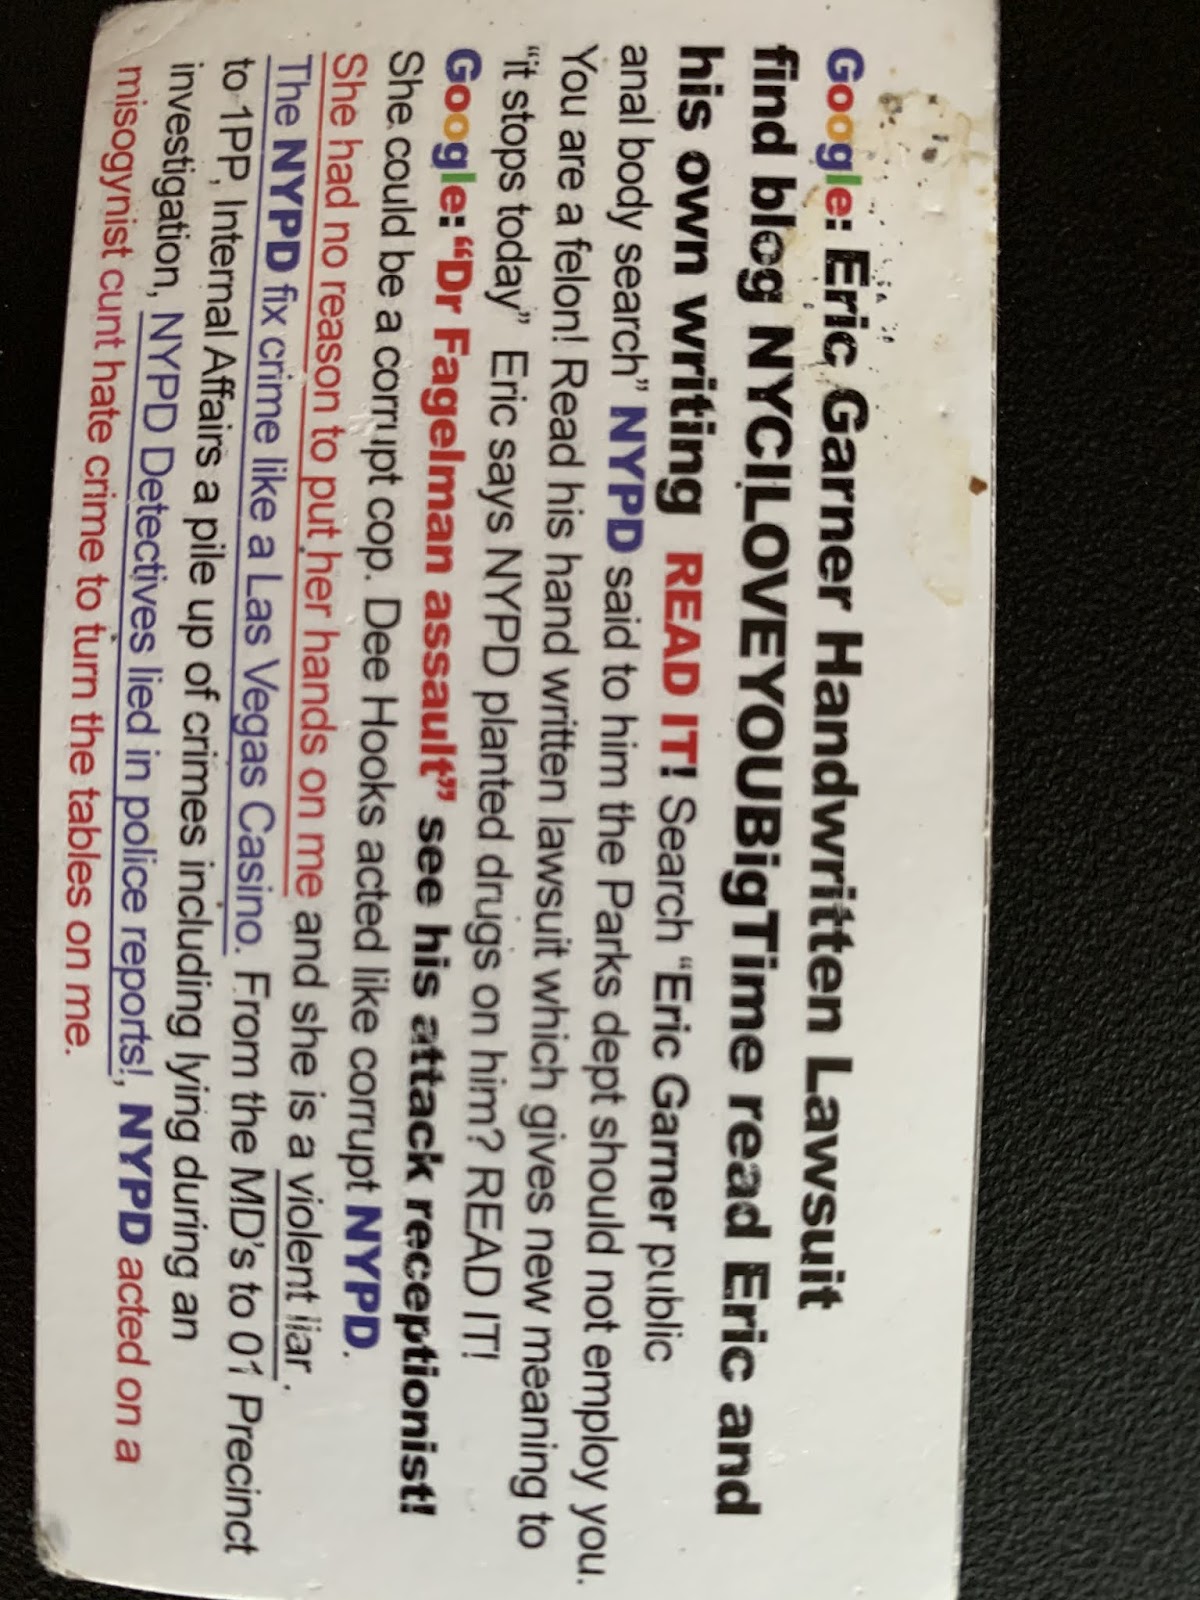 Google: Eric Garner Handwritten Lawsuit
find blog NYCILOVEYOUBigTime read Eric and
his own writing READ IT! Search “Eric Garner public
anal body search” NYPD said to him the Parks dept should not employ you.
You are a felon! Read his hand written lawsuit which gives new meaning to
“it stops today” Eric says NYPD planted drugs on him? READ IT!
Google: “Dr Fagelman assault” see his attack receptionist!
She could be a corrupt cop. Dee Hooks acted like corrupt NYPD.
She had no reason to put her hands on me and she is a violent liar.
The NYPD fix crime like a Las Vegas Casino. From the MD's to 01 Precinct
to 1PP, Internal Affairs a pile up of crimes including lying during an
investigation, NYPD Detectives lied in police reports!, NYPD acted on a
misogynist cunt hate crime to turn the tables on me.